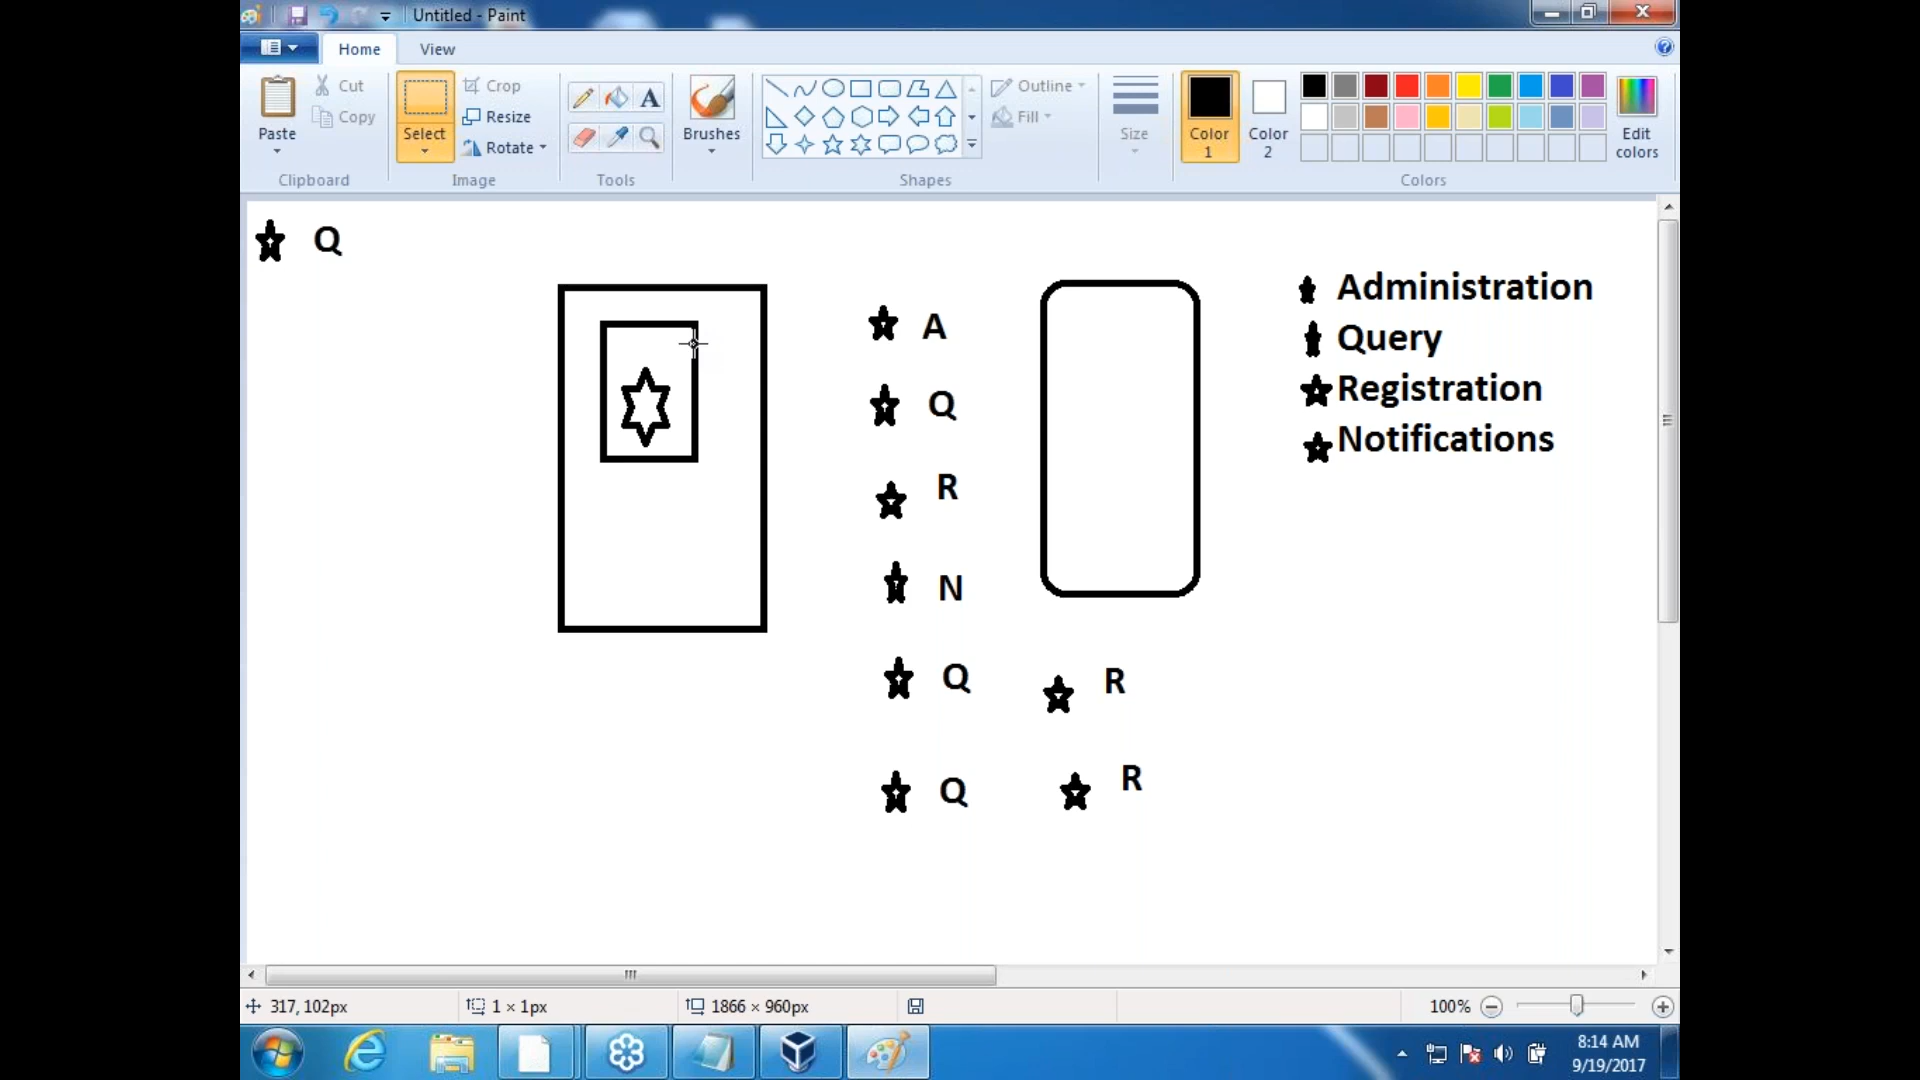 Untitled - Paint
Home View
Cut
Copy
Paste
Select
Crop
Resize
Rotate
Brushes
Outline
Fill
Size
Color 1
Color 2
Edit colors
Clipboard Image Tools Shapes Colors
Q
A
Q
R
N
Q R
Q R
Administration
Query
Registration
Notifications
317, 102px 1 × 1px 1866 × 960px 100%
8:14 AM
9/19/2017